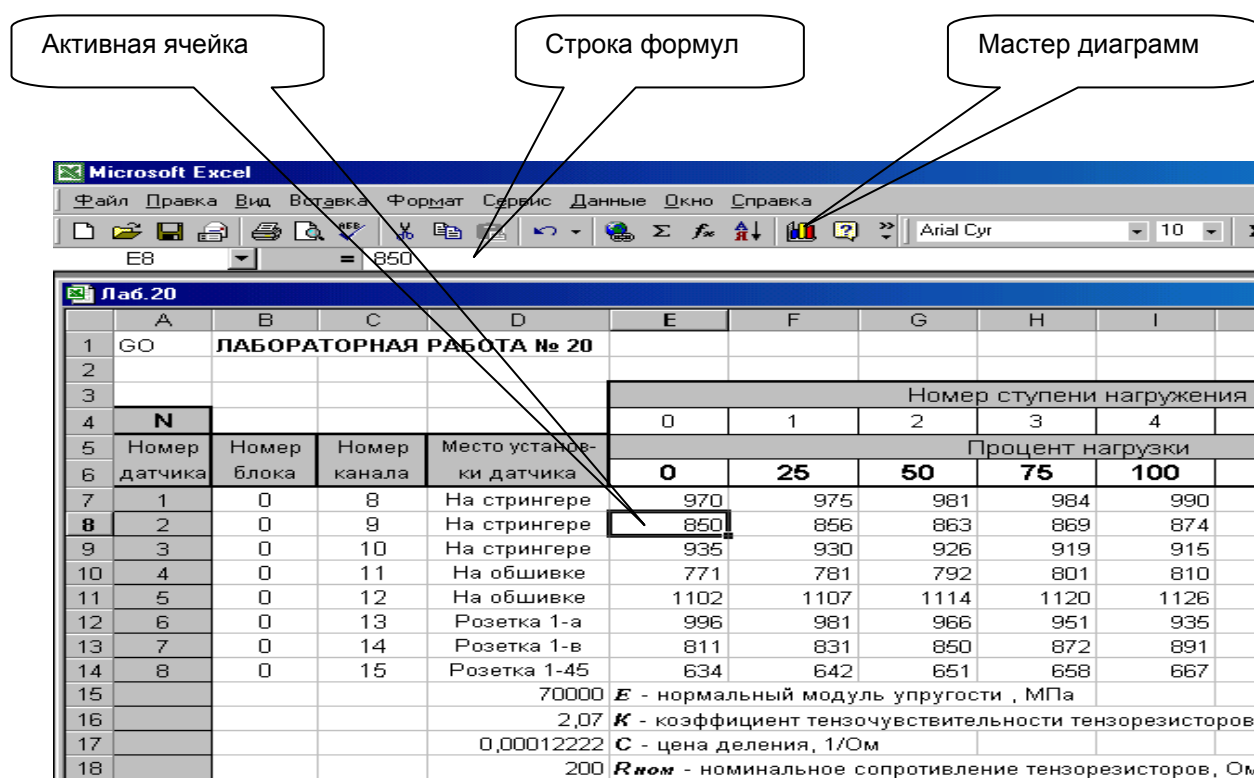 Активная ячейка
Строка формул
Мастер диаграмм
Microsoft Excel
Файл Правка Вид Вставка Формат Сервис Данные Окно Справка
Arial Cyr 10
E8 = 850
Лаб.20
A B C D E F G H I
1 GO ЛАБОРАТОРНАЯ РАБОТА № 20
2
3 Номер ступени нагружения
4 N 0 1 2 3 4
5 Номер Номер Номер Место установ- Процент нагрузки
6 датчика блока канала ки датчика 0 25 50 75 100
7 1 0 8 На стрингере 970 975 981 984 990
8 2 0 9 На стрингере 850 856 863 869 874
9 3 0 10 На стрингере 935 930 926 919 915
10 4 0 11 На обшивке 771 781 792 801 810
11 5 0 12 На обшивке 1102 1107 1114 1120 1126
12 6 0 13 Розетка 1-а 996 981 966 951 935
13 7 0 14 Розетка 1-в 811 831 850 872 891
14 8 0 15 Розетка 1-45 634 642 651 658 667
15 70000 E - нормальный модуль упругости , МПа
16 2,07 K - коэффициент тензочувствительности тензорезисторов
17 0,00012222 C - цена деления, 1/Ом
18 200 Rном - номинальное сопротивление тензорезисторов, Ом